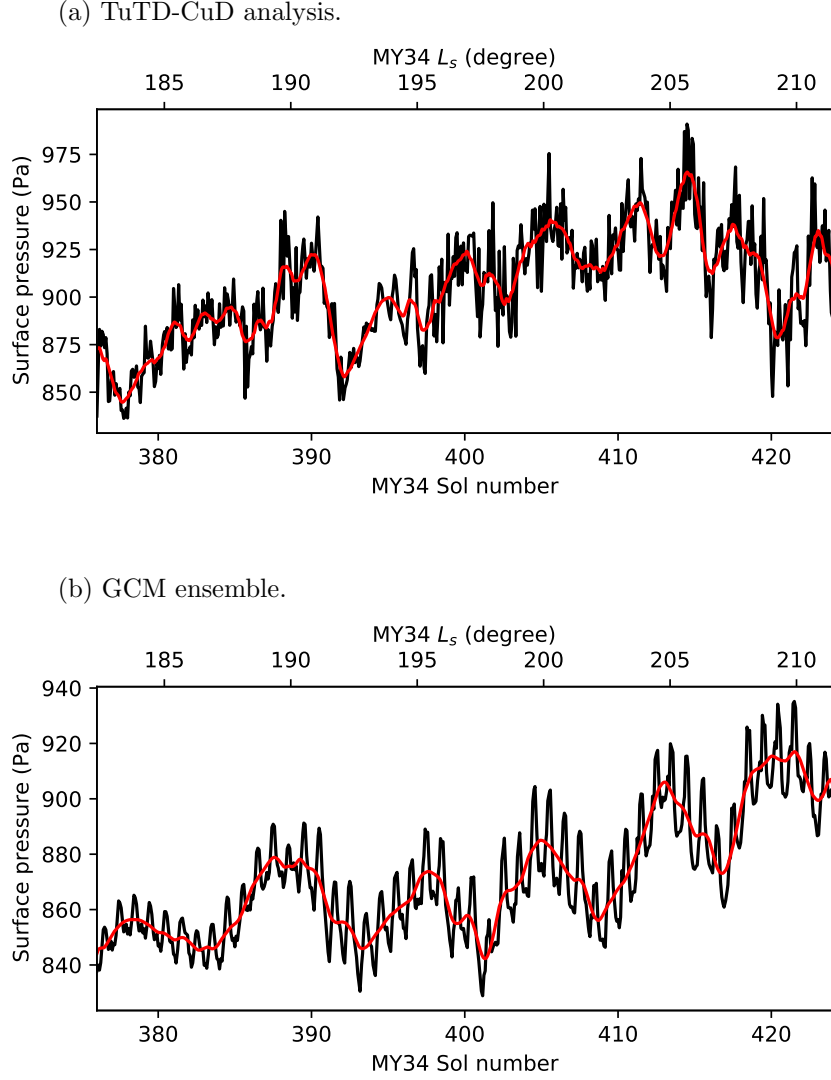 (a) TuTD-CuD analysis.
MY34 Ls (degree)
185 190 195 200 205 210
975
950
925
900
875
850
Surface pressure (Pa)
380 390 400 410 420
MY34 Sol number
(b) GCM ensemble.
MY34 Ls (degree)
185 190 195 200 205 210
940
920
900
880
860
840
Surface pressure (Pa)
380 390 400 410 420
MY34 Sol number